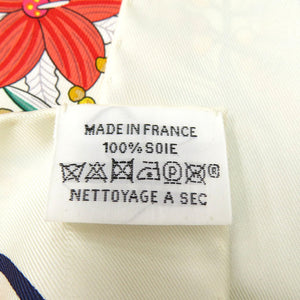 MADE IN FRANCE
100% SOIE
P ®
NETTOYAGE A SEC